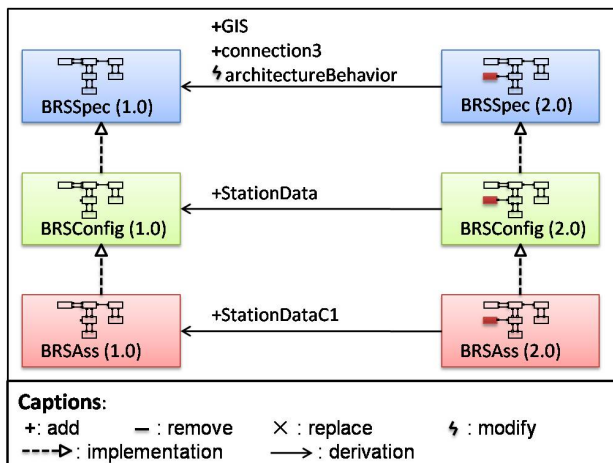 +GIS
+connection3
architectureBehavior
BRSSpec (1.0)
BRSSpec (2.0)
+StationData
BRSConfig (1.0)
BRSConfig (2.0)
+StationDataC1
BRSAss (1.0)
BRSAss (2.0)
Captions:
+: add − : remove × : replace : modify
: implementation : derivation